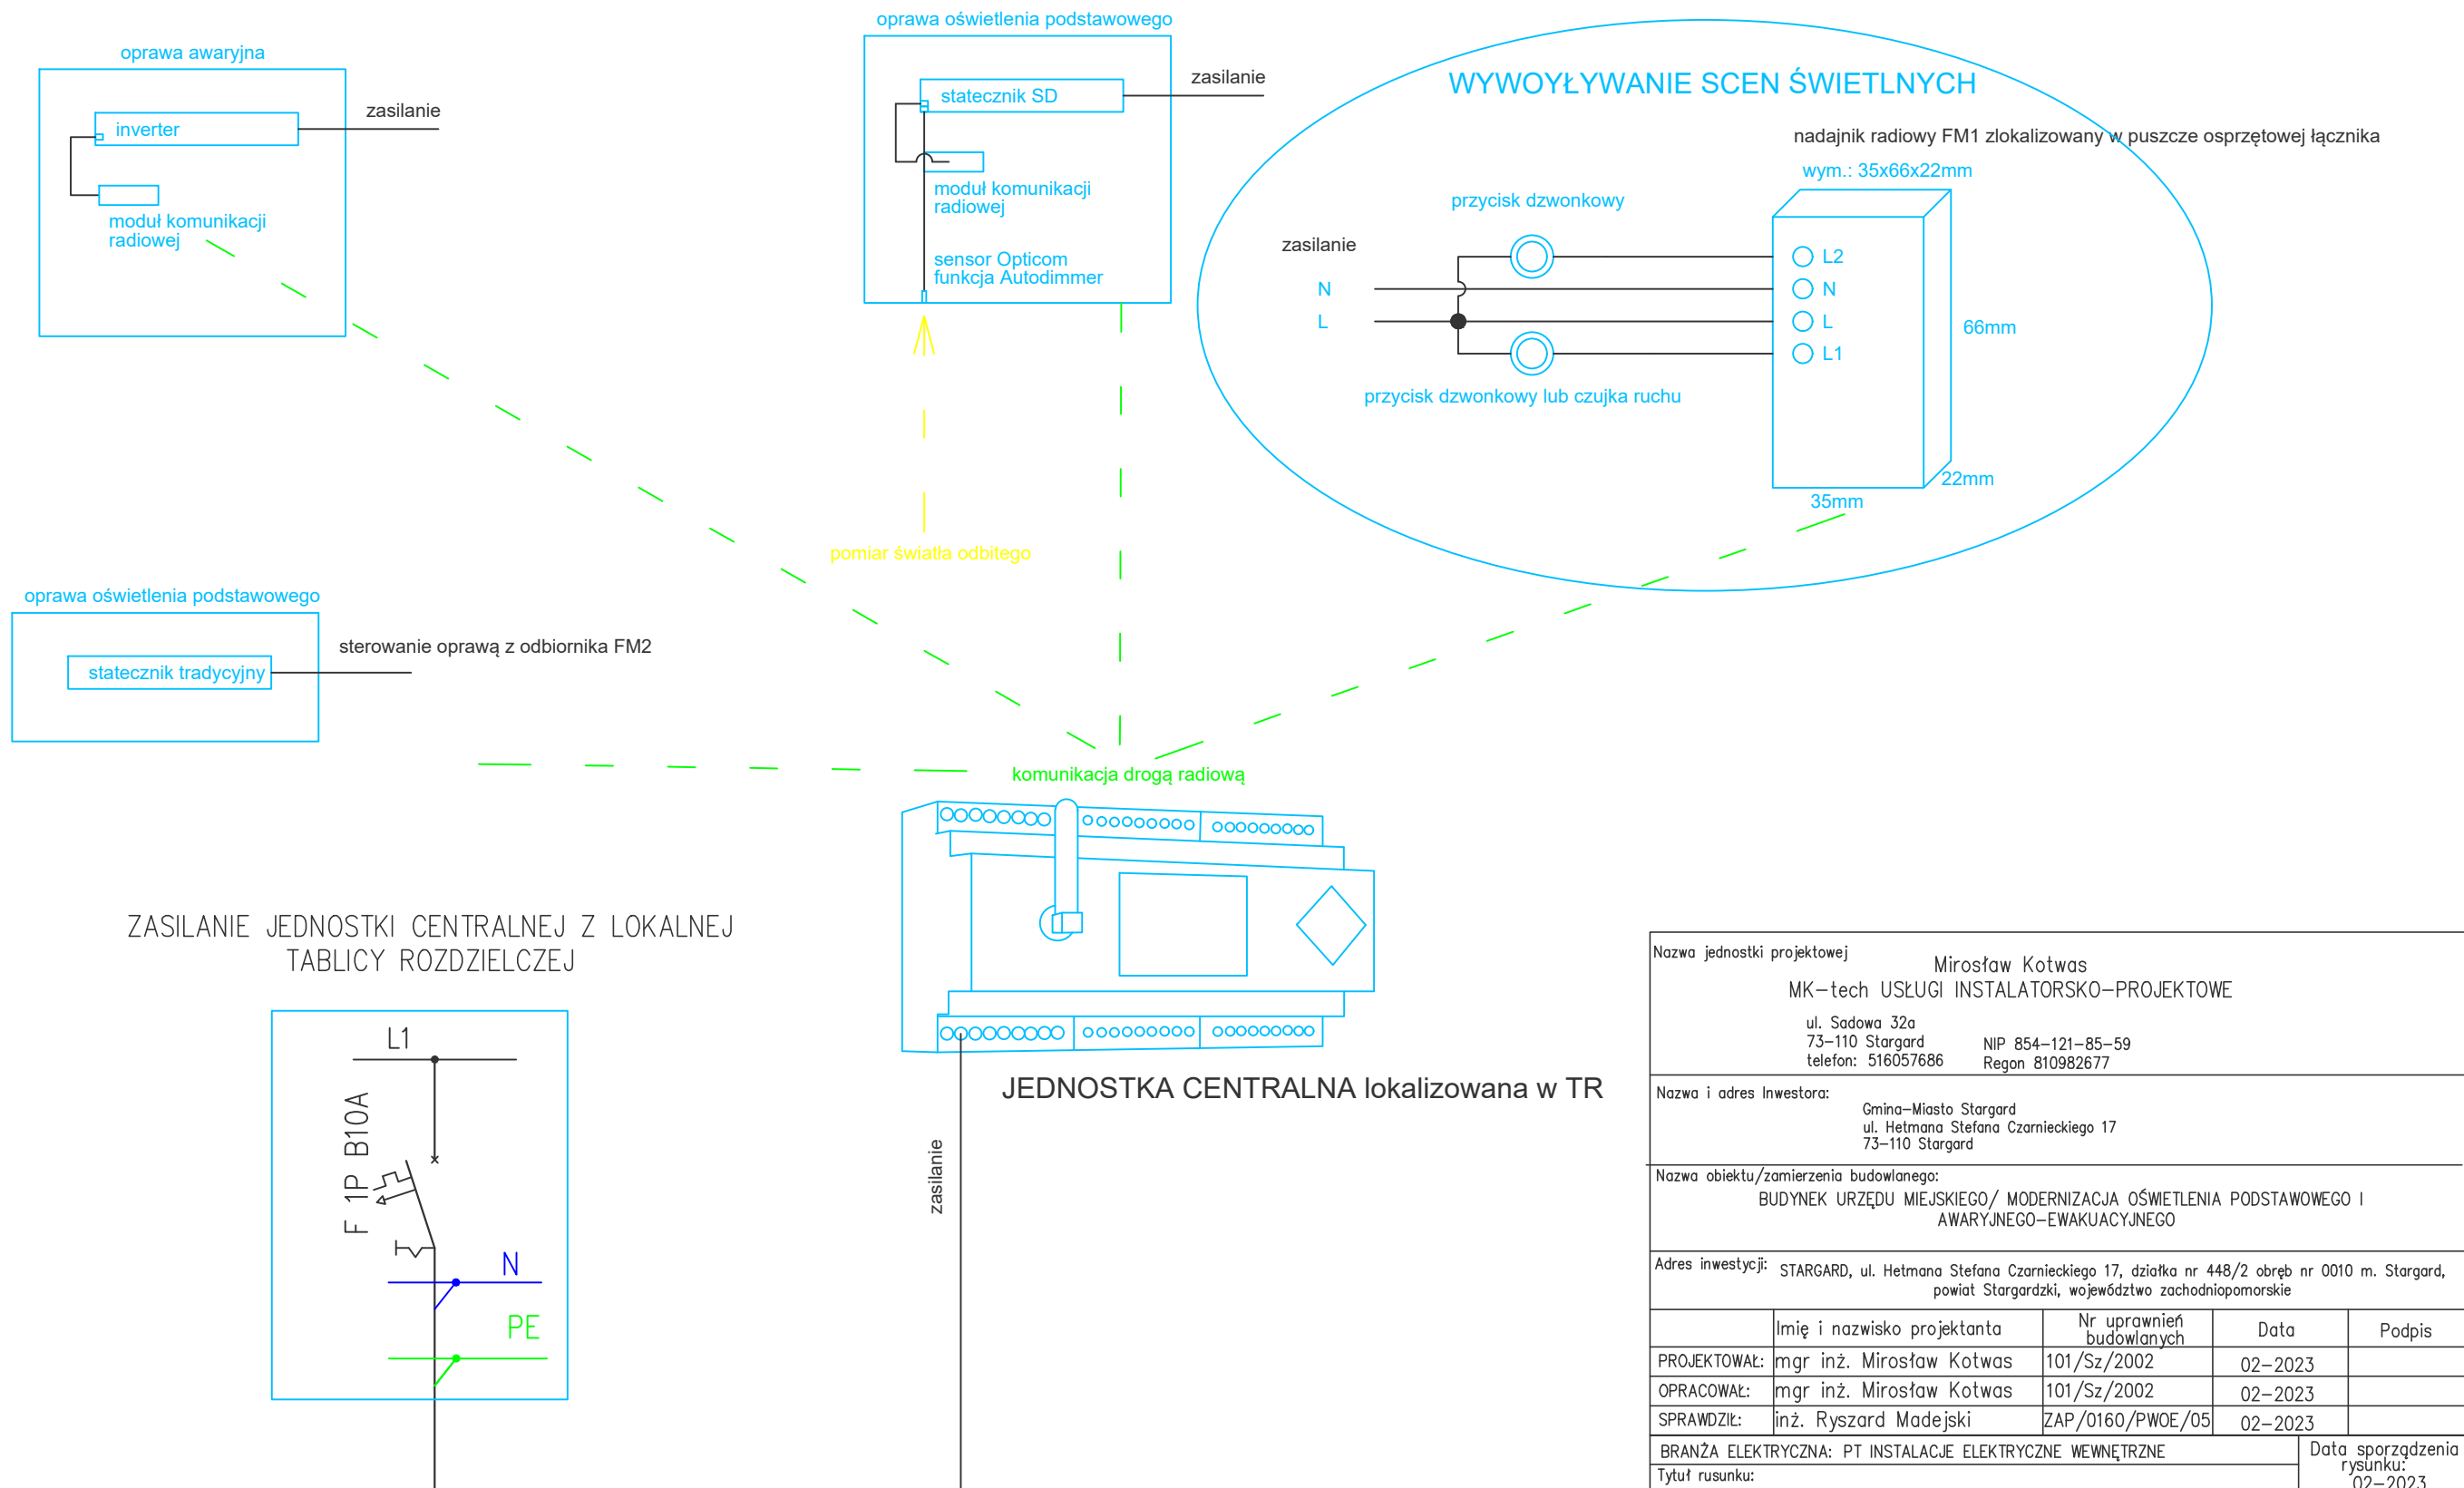 oprawa awaryjna
inverter
zasilanie
moduł komunikacji
radiowej
oprawa oświetlenia podstawowego
statecznik SD
zasilanie
moduł komunikacji
radiowej
sensor Opticom
funkcja Autodimmer
pomiar światła odbitego
WYWOYŁYWANIE SCEN ŚWIETLNYCH
nadajnik radiowy FM1 zlokalizowany w puszcze osprzętowej łącznika
wym.: 35x66x22mm
przycisk dzwonkowy
zasilanie
N
L
L2
N
L
L1
66mm
przycisk dzwonkowy lub czujka ruchu
22mm
35mm
oprawa oświetlenia podstawowego
statecznik tradycyjny
sterowanie oprawą z odbiornika FM2
komunikacja drogą radiową
JEDNOSTKA CENTRALNA lokalizowana w TR
zasilanie
ZASILANIE JEDNOSTKI CENTRALNEJ Z LOKALNEJ
TABLICY ROZDZIELCZEJ
L1
F 1P B10A
N
PE
Nazwa jednostki projektowej
Mirosław Kotwas
MK-tech USŁUGI INSTALATORSKO-PROJEKTOWE
ul. Sadowa 32a
73-110 Stargard
telefon: 516057686
NIP 854-121-85-59
Regon 810982677
Nazwa i adres Inwestora:
Gmina-Miasto Stargard
ul. Hetmana Stefana Czarnieckiego 17
73-110 Stargard
Nazwa obiektu/zamierzenia budowlanego:
BUDYNEK URZĘDU MIEJSKIEGO/ MODERNIZACJA OŚWIETLENIA PODSTAWOWEGO I
AWARYJNEGO-EWAKUACYJNEGO
Adres inwestycji: STARGARD, ul. Hetmana Stefana Czarnieckiego 17, działka nr 448/2 obręb nr 0010 m. Stargard,
powiat Stargardzki, województwo zachodniopomorskie
Imię i nazwisko projektanta
Nr uprawnień
budowlanych
Data
Podpis
PROJEKTOWAŁ: mgr inż. Mirosław Kotwas 101/Sz/2002 02-2023
OPRACOWAŁ: mgr inż. Mirosław Kotwas 101/Sz/2002 02-2023
SPRAWDZIŁ: inż. Ryszard Madejski ZAP/0160/PWOE/05 02-2023
BRANŻA ELEKTRYCZNA: PT INSTALACJE ELEKTRYCZNE WEWNĘTRZNE
Tytuł rusunku:
Data sporządzenia
rysunku:
02-2023